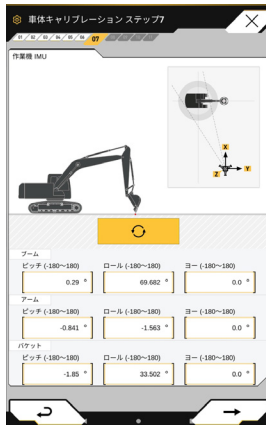 車体キャリブレーション ステップ7
01 / 02 / 03 / 04 / 05 / 06 07
作業機 IMU
X
Y
Z
ブーム
ピッチ (-180〜180) ロール (-180〜180) ヨー (-180〜180)
0.29 ° 69.682 ° 0.0 °
アーム
ピッチ (-180〜180) ロール (-180〜180) ヨー (-180〜180)
-0.841 ° -1.563 ° 0.0 °
バケット
ピッチ (-180〜180) ロール (-180〜180) ヨー (-180〜180)
-1.85 ° 33.502 ° 0.0 °